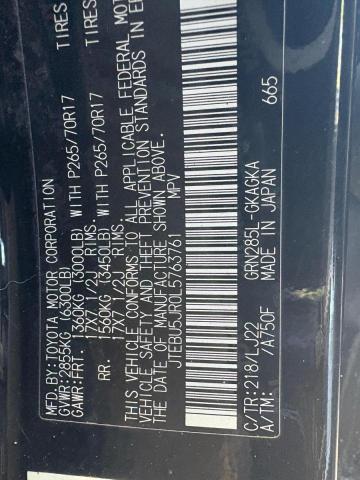 MFD.BY:TOYOTA MOTOR CORPORATION
GVWR:2855KG (6300LB)
GAWR:FRT. 1360KG (3000LB) WITH P265/70R17 TIRES
17X7 1/2J RIMS.
RR. 1560KG (3450LB) WITH P265/70R17 TIRES
17X7 1/2J RIMS.
THIS VEHICLE CONFORMS TO ALL APPLICABLE FEDERAL MOT
VEHICLE SAFETY AND THEFT PREVENTION STANDARDS IN EF
THE DATE OF MANUFACTURE SHOWN ABOVE.
JTEBU5JR0L5763761 MPV
C/TR:218/LJ22 GRN285L-GKAGKA
A/TM: /A750F MADE IN JAPAN 665